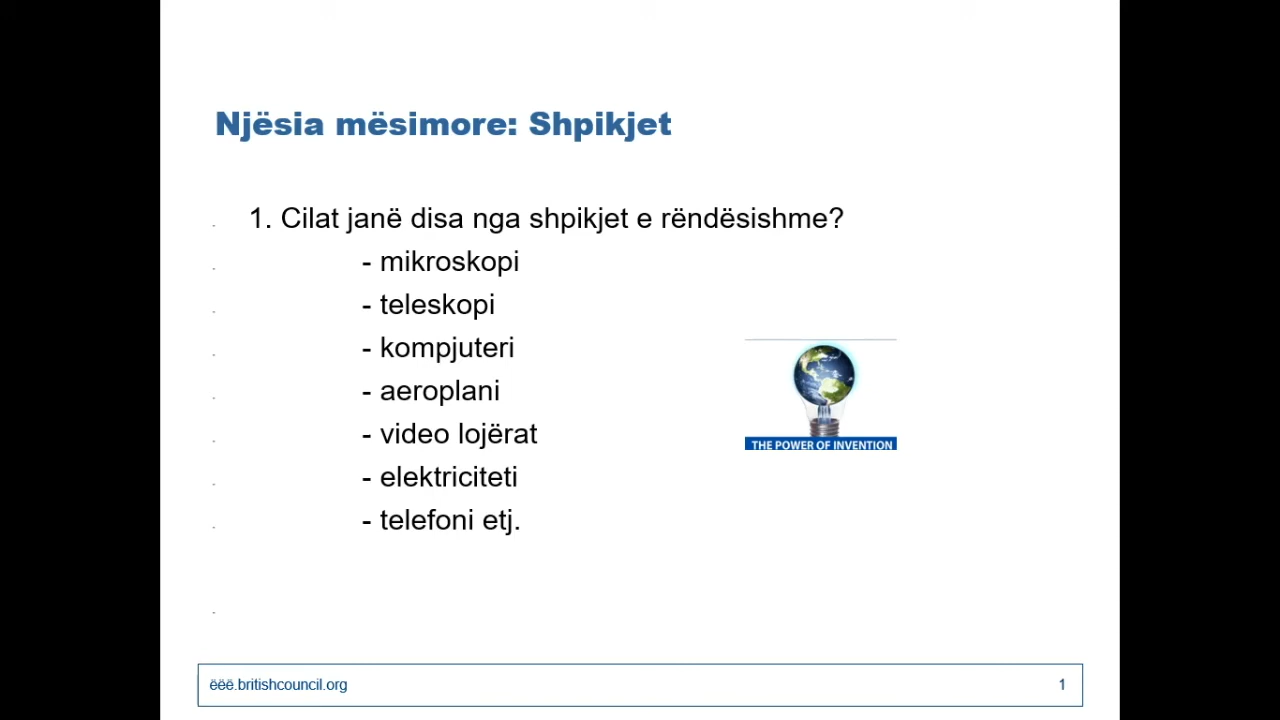 Njësia mësimore: Shpikjet
1. Cilat janë disa nga shpikjet e rëndësishme?
- mikroskopi
- teleskopi
- kompjuteri
- aeroplani
- video lojërat
- elektriciteti
- telefoni etj.
THE POWER OF INVENTION
ëëë.britishcouncil.org 1